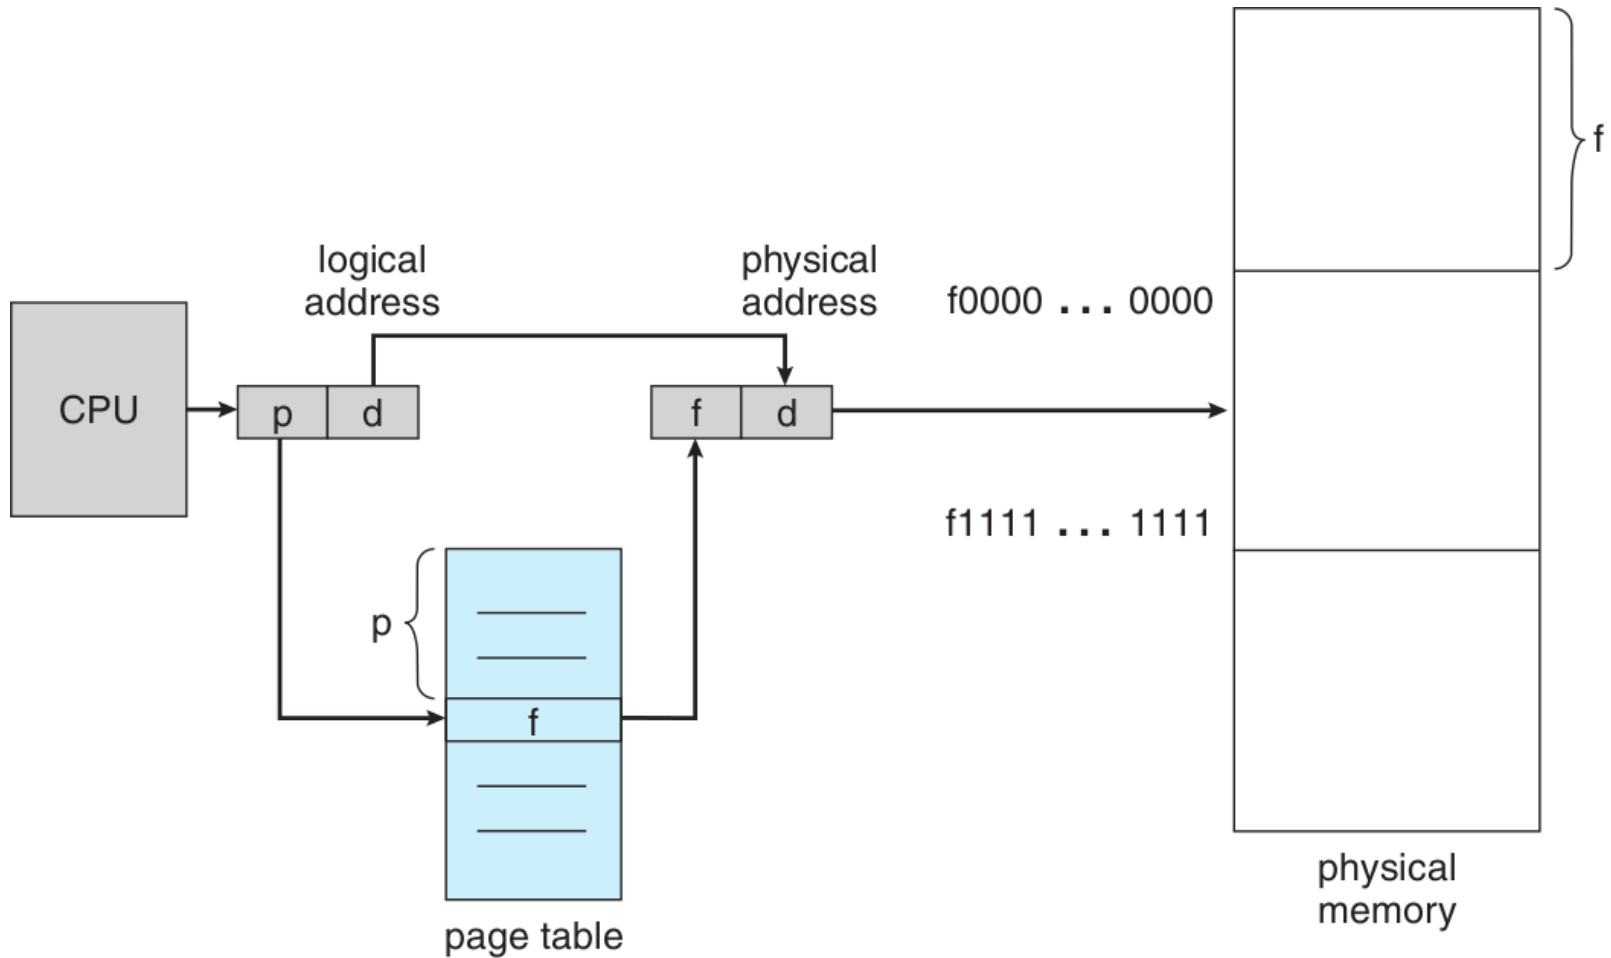 f
logical
address
physical
address
f0000 ... 0000
CPU
p
d
f
d
f1111 ... 1111
p
f
physical
memory
page table